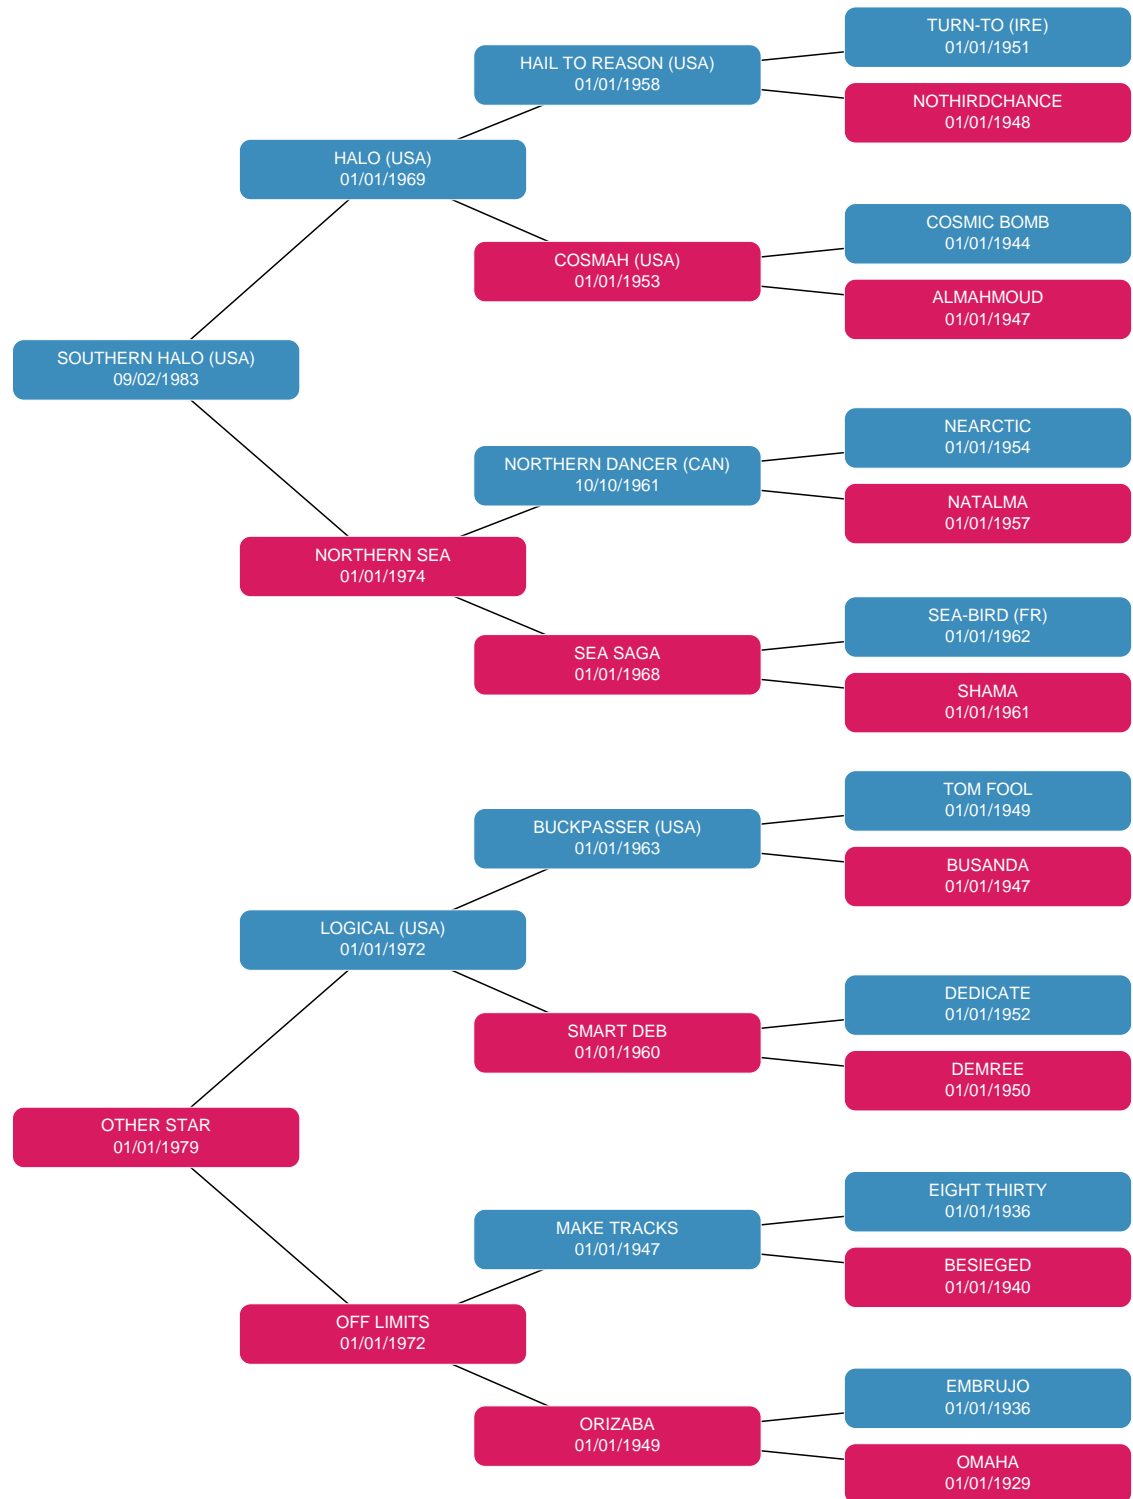 TURN-TO (IRE)
01/01/1951
HAIL TO REASON (USA)
01/01/1958
NOTHIRDCHANCE
01/01/1948
HALO (USA)
01/01/1969
COSMIC BOMB
01/01/1944
COSMAH (USA)
01/01/1953
ALMAHMOUD
01/01/1947
SOUTHERN HALO (USA)
09/02/1983
NEARCTIC
01/01/1954
NORTHERN DANCER (CAN)
10/10/1961
NATALMA
01/01/1957
NORTHERN SEA
01/01/1974
SEA-BIRD (FR)
01/01/1962
SEA SAGA
01/01/1968
SHAMA
01/01/1961
TOM FOOL
01/01/1949
BUCKPASSER (USA)
01/01/1963
BUSANDA
01/01/1947
LOGICAL (USA)
01/01/1972
DEDICATE
01/01/1952
SMART DEB
01/01/1960
DEMREE
01/01/1950
OTHER STAR
01/01/1979
EIGHT THIRTY
01/01/1936
MAKE TRACKS
01/01/1947
BESIEGED
01/01/1940
OFF LIMITS
01/01/1972
EMBRUJO
01/01/1936
ORIZABA
01/01/1949
OMAHA
01/01/1929